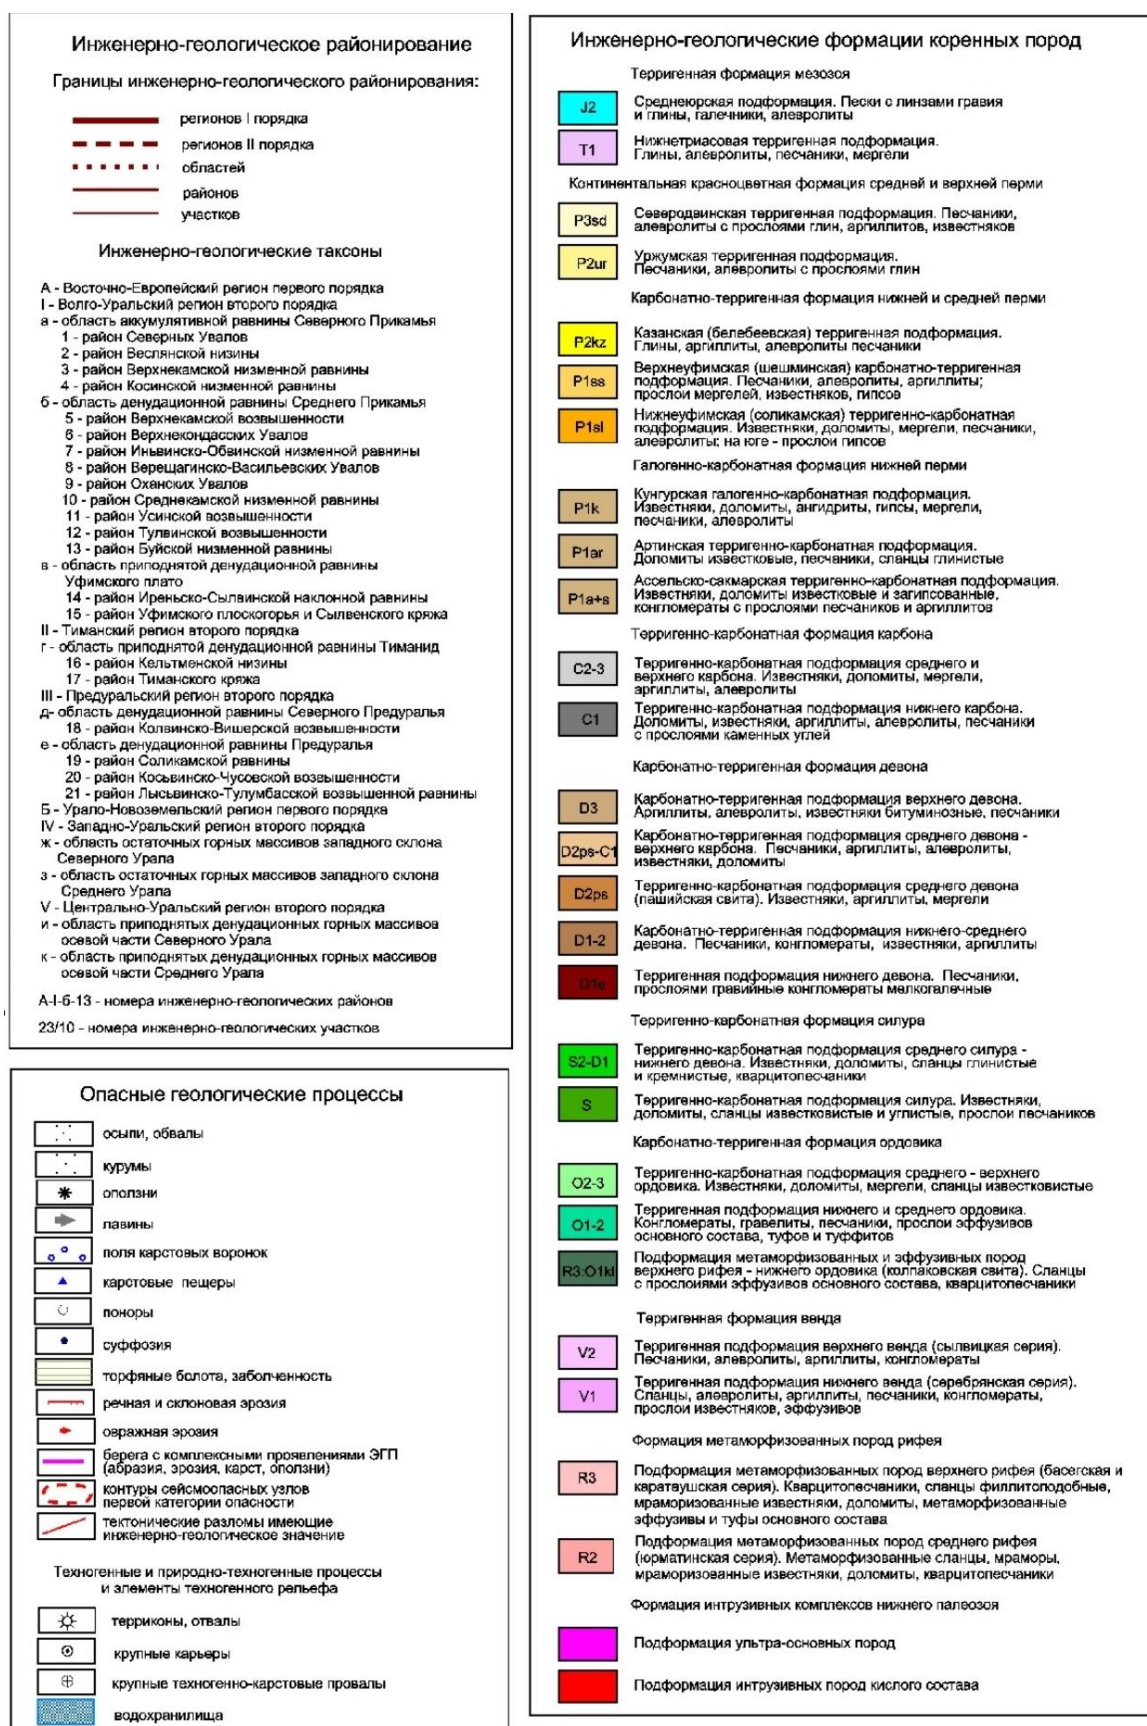 Инженерно-геологическое районирование
Границы инженерно-геологического районирования:
регионов I порядка
регионов II порядка
областей
районов
участков
Инженерно-геологические таксоны
А - Восточно-Европейский регион первого порядка
I - Волго-Уральский регион второго порядка
а - область аккумулятивной равнины Северного Прикамья
1 - район Северных Увалов
2 - район Веслянской низины
3 - район Верхнекамской низменной равнины
4 - район Косинской низменной равнины
б - область денудационной равнины Среднего Прикамья
5 - район Верхнекамской возвышенности
6 - район Верхнекондасских Увалов
7 - район Иньвинско-Обвинской низменной равнины
8 - район Верещагинско-Васильевских Увалов
9 - район Оханских Увалов
10 - район Среднекамской низменной равнины
11 - район Усинской возвышенности
12 - район Тулвинской возвышенности
13 - район Буйской низменной равнины
в - область приподнятой денудационной равнины
Уфимского плато
14 - район Иреньско-Сылвинской наклонной равнины
15 - район Уфимского плоскогорья и Сылвенского кряжа
II - Тиманский регион второго порядка
г - область приподнятой денудационной равнины Тиманид
16 - район Кельтменской низины
17 - район Тиманского кряжа
III - Предуральский регион второго порядка
д- область денудационной равнины Северного Предуралья
18 - район Колвинско-Вишерской возвышенности
е - область денудационной равнины Предуралья
19 - район Соликамской равнины
20 - район Косьвинско-Чусовской возвышенности
21 - район Лысьвинско-Тулумбасской возвышенной равнины
Б - Урало-Новоземельский регион первого порядка
IV - Западно-Уральский регион второго порядка
ж - область остаточных горных массивов западного склона
Северного Урала
з - область остаточных горных массивов западного склона
Среднего Урала
V - Центрально-Уральский регион второго порядка
и - область приподнятых денудационных горных массивов
осевой части Северного Урала
к - область приподнятых денудационных горных массивов
осевой части Среднего Урала
А-I-б-13 - номера инженерно-геологических районов
23/10 - номера инженерно-геологических участков
Опасные геологические процессы
осыпи, обвалы
курумы
оползни
лавины
поля карстовых воронок
карстовые пещеры
поноры
суффозия
торфяные болота, заболченность
речная и склоновая эрозия
овражная эрозия
берега с комплексными проявлениями ЭГП
(абразия, эрозия, карст, оползни)
контуры сейсмоопасных узлов
первой категории опасности
тектонические разломы имеющие
инженерно-геологическое значение
Техногенные и природно-техногенные процессы
и элементы техногенного рельефа
терриконы, отвалы
крупные карьеры
крупные техногенно-карстовые провалы
водохранилища
Инженерно-геологические формации коренных пород
Терригенная формация мезозоя
J2 Среднеюрская подформация. Пески с линзами гравия
и глины, галечники, алевролиты
T1 Нижнетриасовая терригенная подформация.
Глины, алевролиты, песчаники, мергели
Континентальная красноцветная формация средней и верхней перми
P3sd Северодвинская терригенная подформация. Песчаники,
алевролиты с прослоями глин, аргиллитов, известняков
P2ur Уржумская терригенная подформация.
Песчаники, алевролиты с прослоями глин
Карбонатно-терригенная формация нижней и средней перми
P2kz Казанская (белебеевская) терригенная подформация.
Глины, аргиллиты, алевролиты песчаники
P1ss Верхнеуфимская (шешминская) карбонатно-терригенная
подформация. Песчаники, алевролиты, аргиллиты;
прослои мергелей, известняков, гипсов
P1sl Нижнеуфимская (соликамская) терригенно-карбонатная
подформация. Известняки, доломиты, мергели, песчаники,
алевролиты; на юге - прослои гипсов
Галогенно-карбонатная формация нижней перми
P1k Кунгурская галогенно-карбонатная подформация.
Известняки, доломиты, ангидриты, гипсы, мергели,
песчаники, алевролиты
P1ar Артинская терригенно-карбонатная подформация.
Доломиты известковые, песчаники, сланцы глинистые
P1a+s Ассельско-сакмарская терригенно-карбонатная подформация.
Известняки, доломиты известковые и загипсованные,
конгломераты с прослоями песчаников и аргиллитов
Терригенно-карбонатная формация карбона
C2-3 Терригенно-карбонатная подформация среднего и
верхнего карбона. Известняки, доломиты, мергели,
аргиллиты, алевролиты
C1 Терригенно-карбонатная подформация нижнего карбона.
Доломиты, известняки, аргиллиты, алевролиты, песчаники
с прослоями каменных углей
Карбонатно-терригенная формация девона
D3 Карбонатно-терригенная подформация верхнего девона.
Аргиллиты, алевролиты, известняки битуминозные, песчаники
D2ps-C1 Карбонатно-терригенная подформация среднего девона -
верхнего карбона. Песчаники, аргиллиты, алевролиты,
известняки, доломиты
D2ps Терригенно-карбонатная подформация среднего девона
(пашийская свита). Известняки, аргиллиты, мергели
D1-2 Карбонатно-терригенная подформация нижнего-среднего
девона. Песчаники, конгломераты, известняки, аргиллиты
D1e Терригенная подформация нижнего девона. Песчаники,
прослоями гравийные конгломераты мелкогалечные
Терригенно-карбонатная формация силура
S2-D1 Терригенно-карбонатная подформация среднего силура -
нижнего девона. Известняки, доломиты, сланцы глинистые
и кремнистые, кварцитопесчаники
S Терригенно-карбонатная подформация силура. Известняки,
доломиты, сланцы известковистые и углистые, прослои песчаников
Карбонатно-терригенная формация ордовика
O2-3 Терригенно-карбонатная подформация среднего - верхнего
ордовика. Известняки, доломиты, мергели, сланцы известковистые
O1-2 Терригенная подформация нижнего и среднего ордовика.
Конгломераты, гравелиты, песчаники, прослои эффузивов
основного состава, туфов и туффитов
R3:O1kl Подформация метаморфизованных и эффузивных пород
верхнего рифея - нижнего ордовика (колпаковская свита). Сланцы
с прослоиями эффузивов основного состава, кварцитопесчаники
Терригенная формация венда
V2 Терригенная подформация верхнего венда (сылвицкая серия).
Песчаники, алевролиты, аргиллиты, конгломераты
V1 Терригенная подформация нижнего венда (серебрянская серия).
Сланцы, алевролиты, аргиллиты, песчаники, конгломераты,
прослои известняков, эффузивов
Формация метаморфизованных пород рифея
R3 Подформация метаморфизованных пород верхнего рифея (басегская и
каратаушская серия). Кварцитопесчаники, сланцы филлитоподобные,
мраморизованные известняки, доломиты, метаморфизованные
эффузивы и туфы основного состава
R2 Подформация метаморфизованных пород среднего рифея
(юрматинская серия). Метаморфизованные сланцы, мраморы,
мраморизованные известняки, доломиты, кварцитопесчаники
Формация интрузивных комплексов нижнего палеозоя
Подформация ультра-основных пород
Подформация интрузивных пород кислого состава